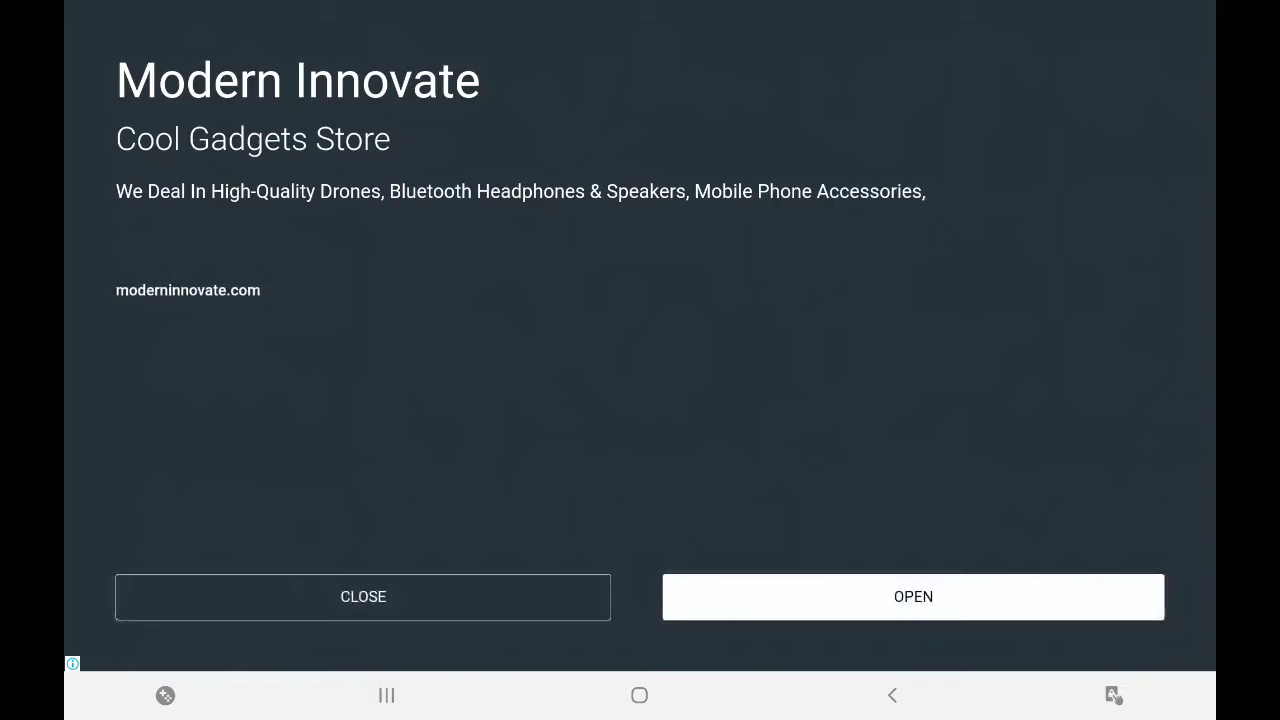 Modern Innovate
Cool Gadgets Store
We Deal In High-Quality Drones, Bluetooth Headphones & Speakers, Mobile Phone Accessories,
moderninnovate.com
CLOSE
OPEN